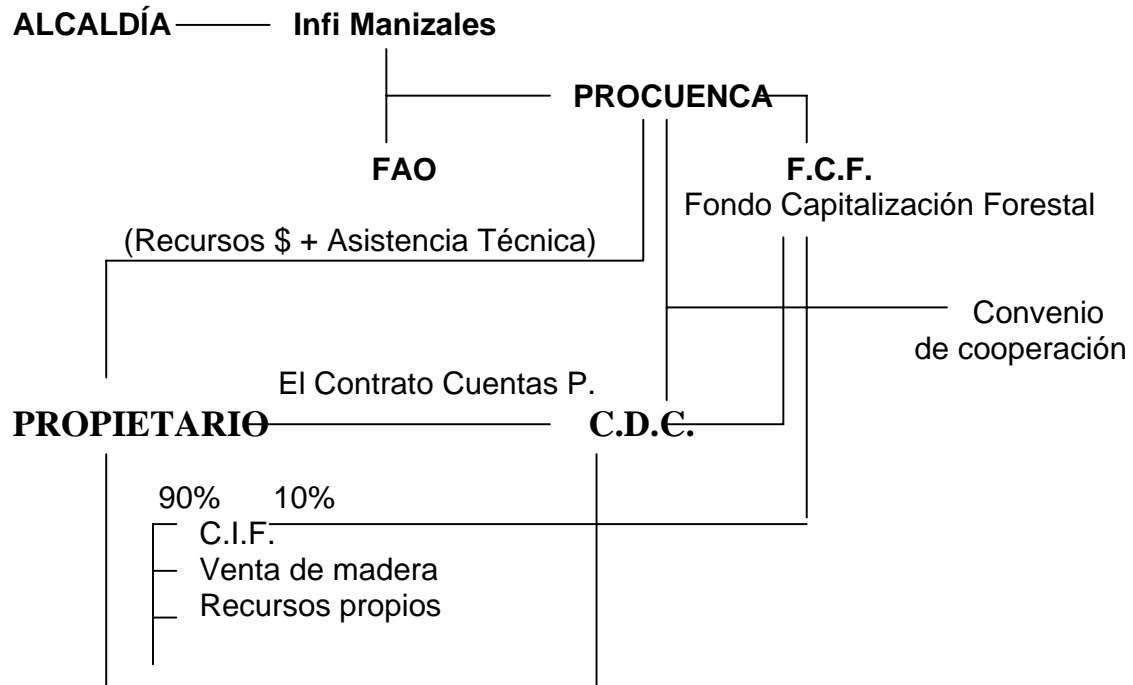 ALCALDÍA Infi Manizales
PROCUENCA
FAO F.C.F.
Fondo Capitalización Forestal
(Recursos $ + Asistencia Técnica)
Convenio
de cooperación
El Contrato Cuentas P.
PROPIETARIO C.D.C.
90% 10%
C.I.F.
Venta de madera
Recursos propios